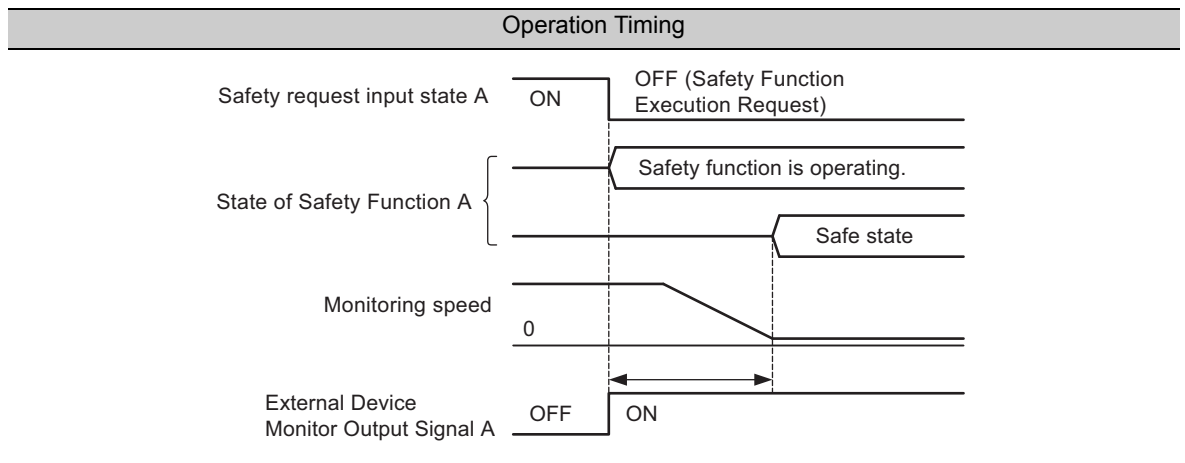 Operation Timing
Safety request input state A
ON
OFF (Safety Function
Execution Request)
State of Safety Function A
Safety function is operating.
Safe state
Monitoring speed
0
External Device
Monitor Output Signal A
OFF
ON